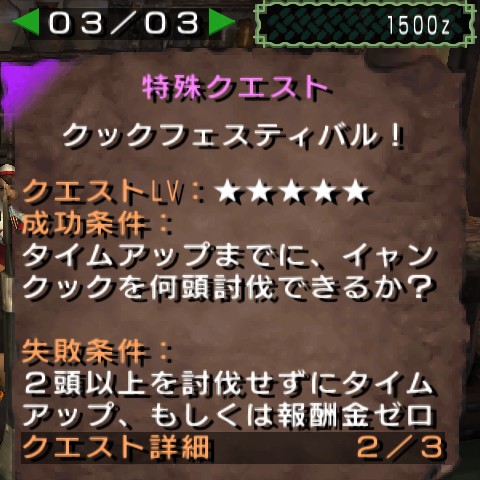 03/03
1500z
特殊クエスト
クックフェスティバル！
クエストLV：★★★★★
成功条件：
タイムアップまでに、イャン
クックを何頭討伐できるか？
失敗条件：
２頭以上を討伐せずにタイム
アップ、もしくは報酬金ゼロ
クエスト詳細 2／3